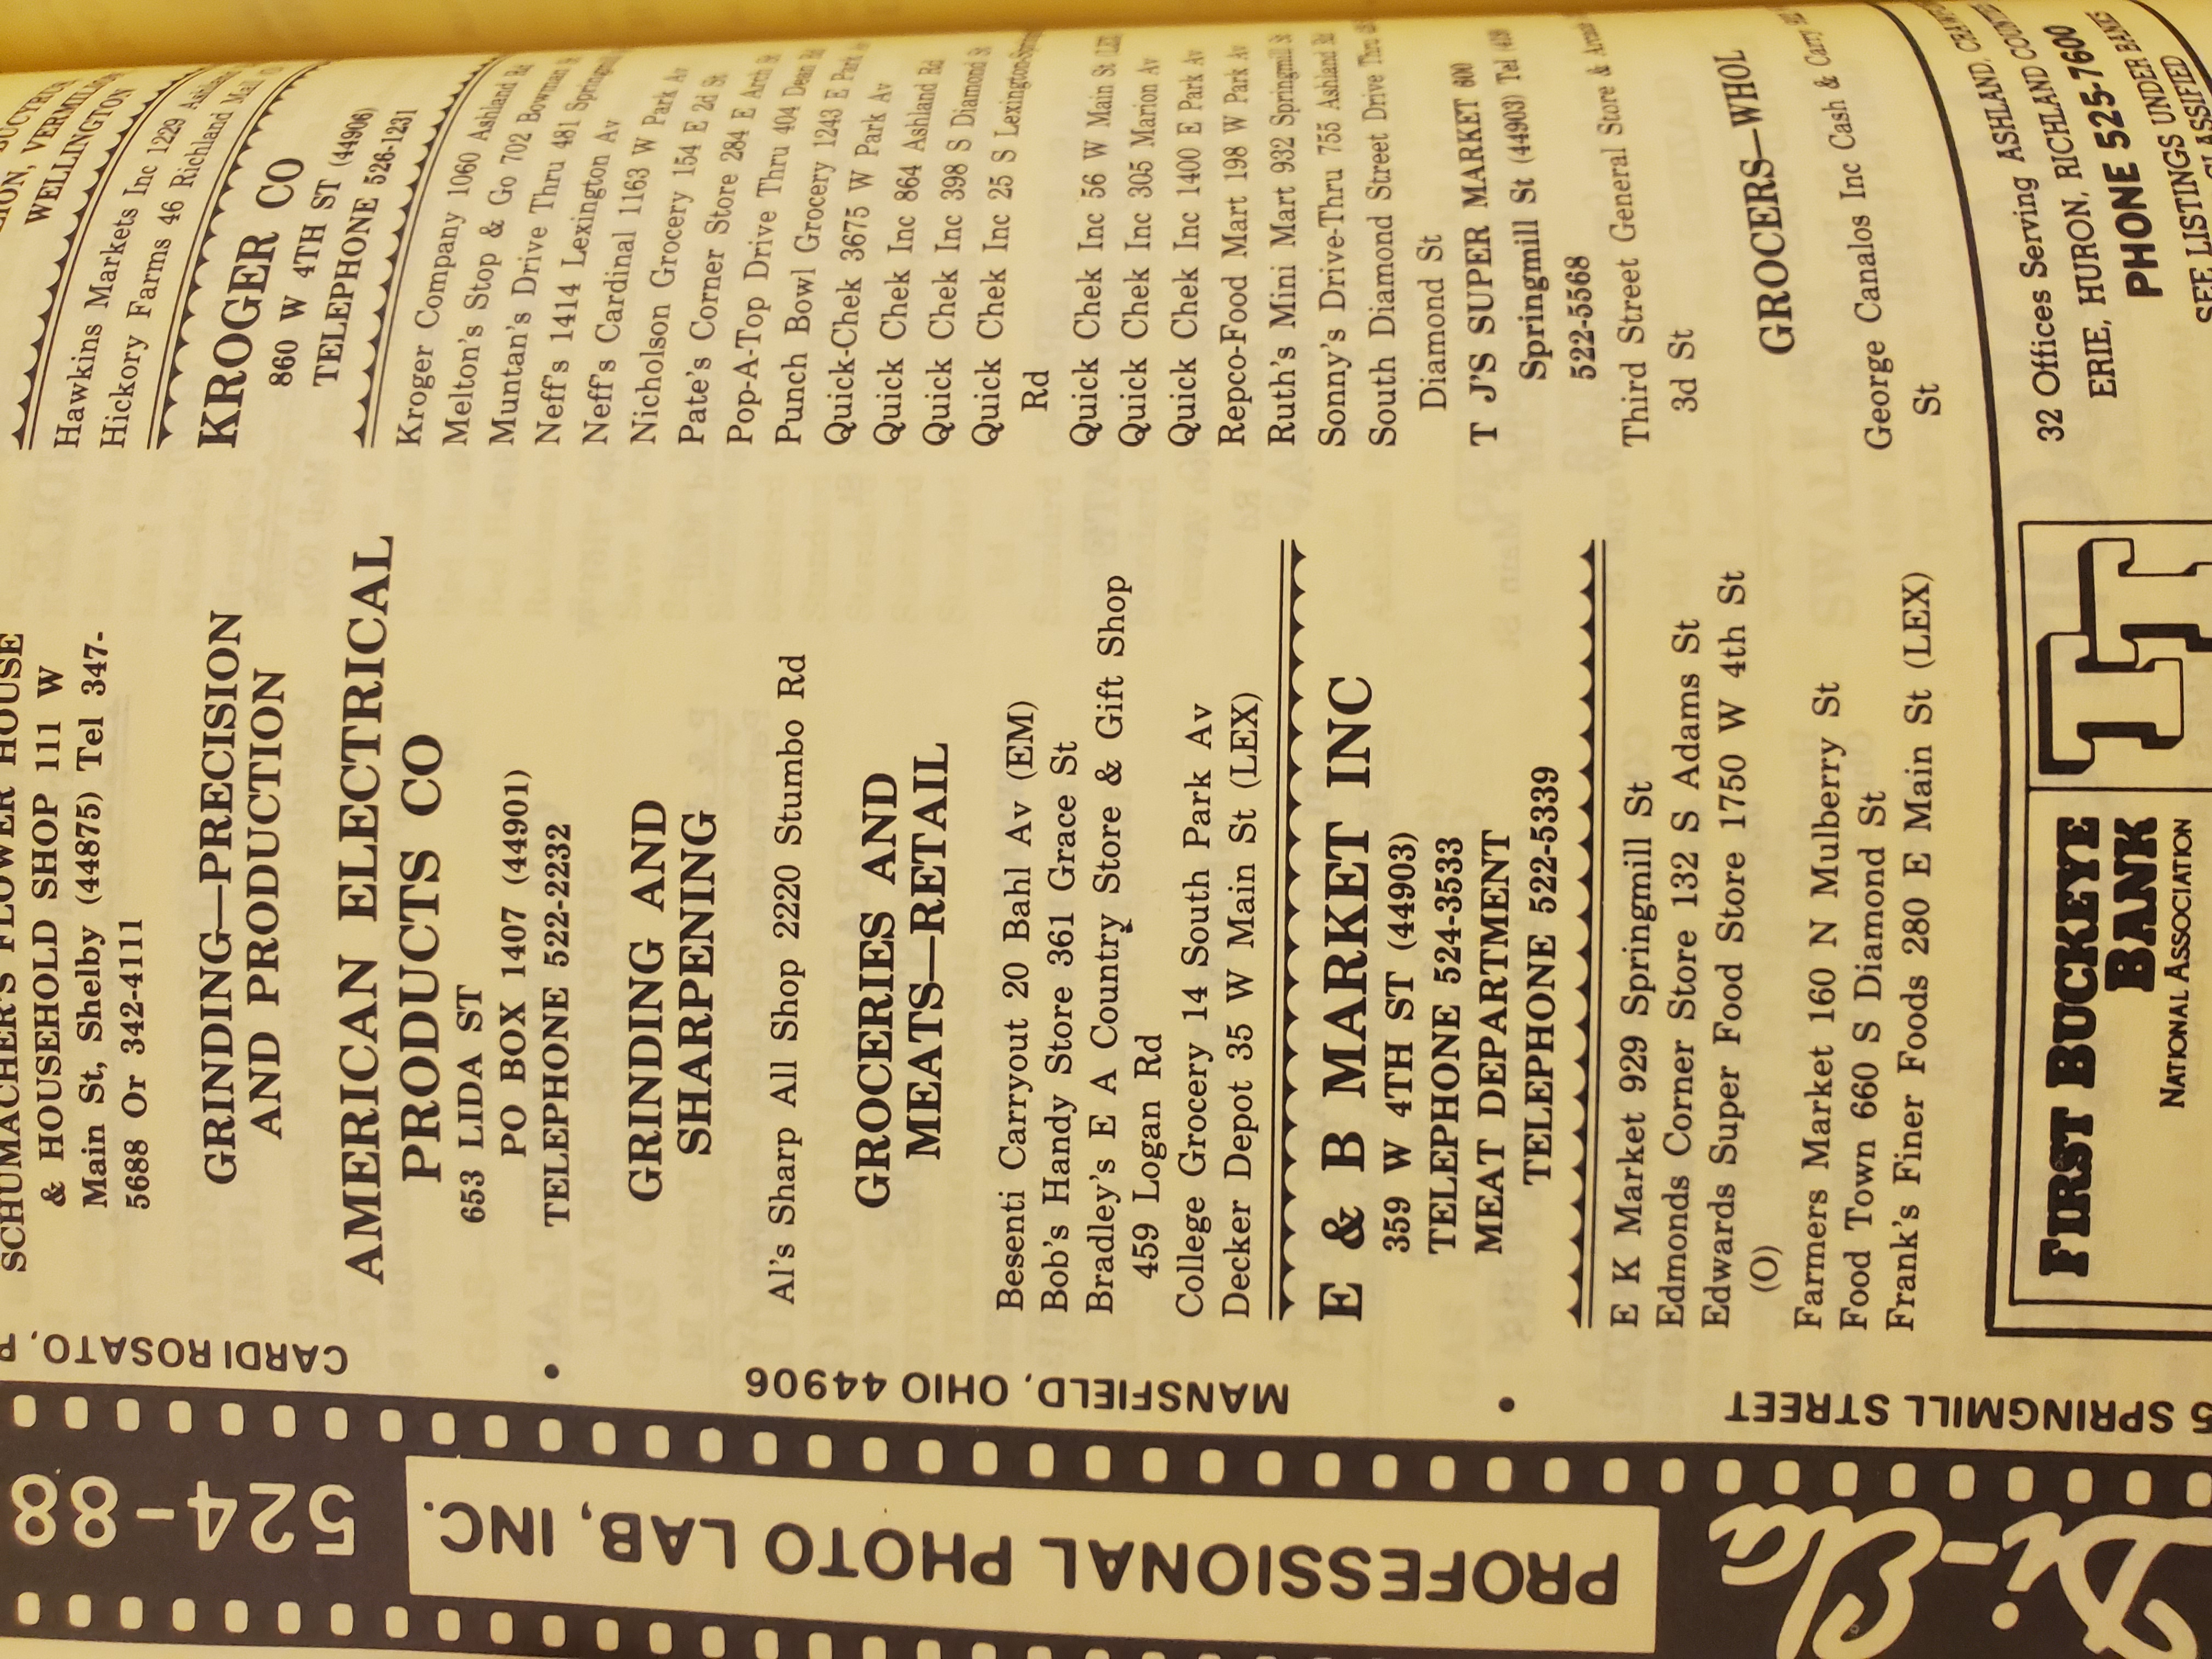 SCHUMACHER'S FLOWER HOUSE
& HOUSEHOLD SHOP 111 W
Main St, Shelby (44875) Tel 347-
5688 Or 342-4111
GRINDING—PRECISION
AND PRODUCTION
AMERICAN ELECTRICAL
PRODUCTS CO
653 LIDA ST
PO BOX 1407 (44901)
TELEPHONE 522-2232
GRINDING AND
SHARPENING
Al's Sharp All Shop 2220 Stumbo Rd
GROCERIES AND
MEATS—RETAIL
Besenti Carryout 20 Bahl Av (EM)
Bob's Handy Store 361 Grace St
Bradley's E A Country Store & Gift Shop
459 Logan Rd
College Grocery 14 South Park Av
Decker Depot 35 W Main St (LEX)
E & B MARKET INC
359 W 4TH ST (44903)
TELEPHONE 524-3533
MEAT DEPARTMENT
TELEPHONE 522-5339
E K Market 929 Springmill St
Edmonds Corner Store 132 S Adams St
Edwards Super Food Store 1750 W 4th St
(O)
Farmers Market 160 N Mulberry St
Food Town 660 S Diamond St
Frank's Finer Foods 280 E Main St (LEX)
WELLINGTON
Hawkins Markets Inc 1229
Hickory Farms 46 Richland Mall
KROGER CO
860 W 4TH ST (44906)
TELEPHONE 526-1231
Kroger Company 1060 Ashland Rd
Melton's Stop & Go 702 Bowman
Muntan's Drive Thru 481
Neff's 1414 Lexington Av
Neff's Cardinal 1163 W Park Av
Nicholson Grocery 154 E 2d St
Pate's Corner Store 284 E Arch St
Pop-A-Top Drive Thru 404 Dean Rd
Punch Bowl Grocery 1243 E Park
Quick-Chek 3675 W Park Av
Quick Chek Inc 864 Ashland Rd
Quick Chek Inc 398 S Diamond St
Quick Chek Inc 25 S
Rd
Quick Chek Inc 56 W Main St
Quick Chek Inc 305 Marion Av
Quick Chek Inc 1400 E Park Av
Repco-Food Mart 198 W Park Av
Ruth's Mini Mart 932 Springmill St
Sonny's Drive-Thru 755 Ashland Rd
South Diamond Street Drive Thru
Diamond St
T J'S SUPER MARKET 600
Springmill St (44903) Tel
522-5568
Third Street General Store &
3d St
GROCERS—WHOL
George Canalos Inc Cash & Carry
St
FIRST BUCKEYE
BANK
NATIONAL ASSOCIATION
32 Offices Serving ASHLAND,
ERIE, HURON, RICHLAND COUNTIES
PHONE 525-7600
SEE LISTINGS UNDER BANKS
5 SPRINGMILL STREET • MANSFIELD, OHIO 44906 • CARDI ROSATO,
Di-Ela PROFESSIONAL PHOTO LAB, INC. 524-88